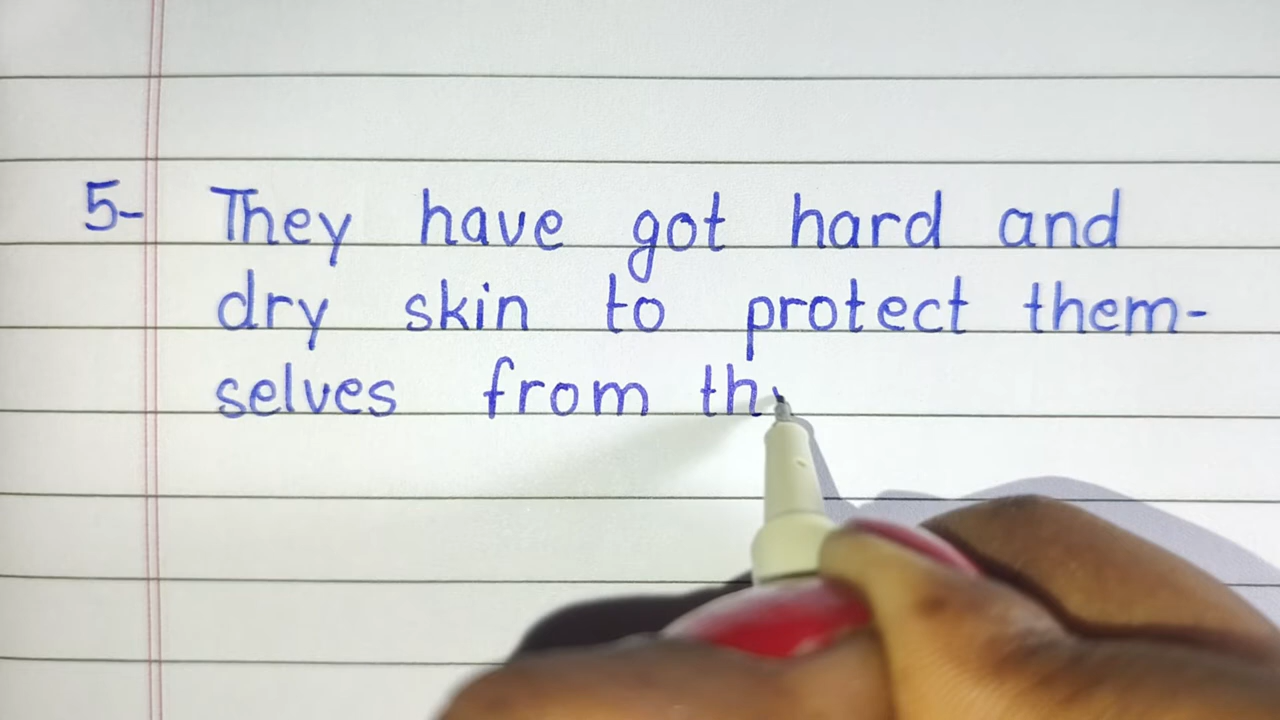 5- They have got hard and
dry skin to protect them-
selves from th